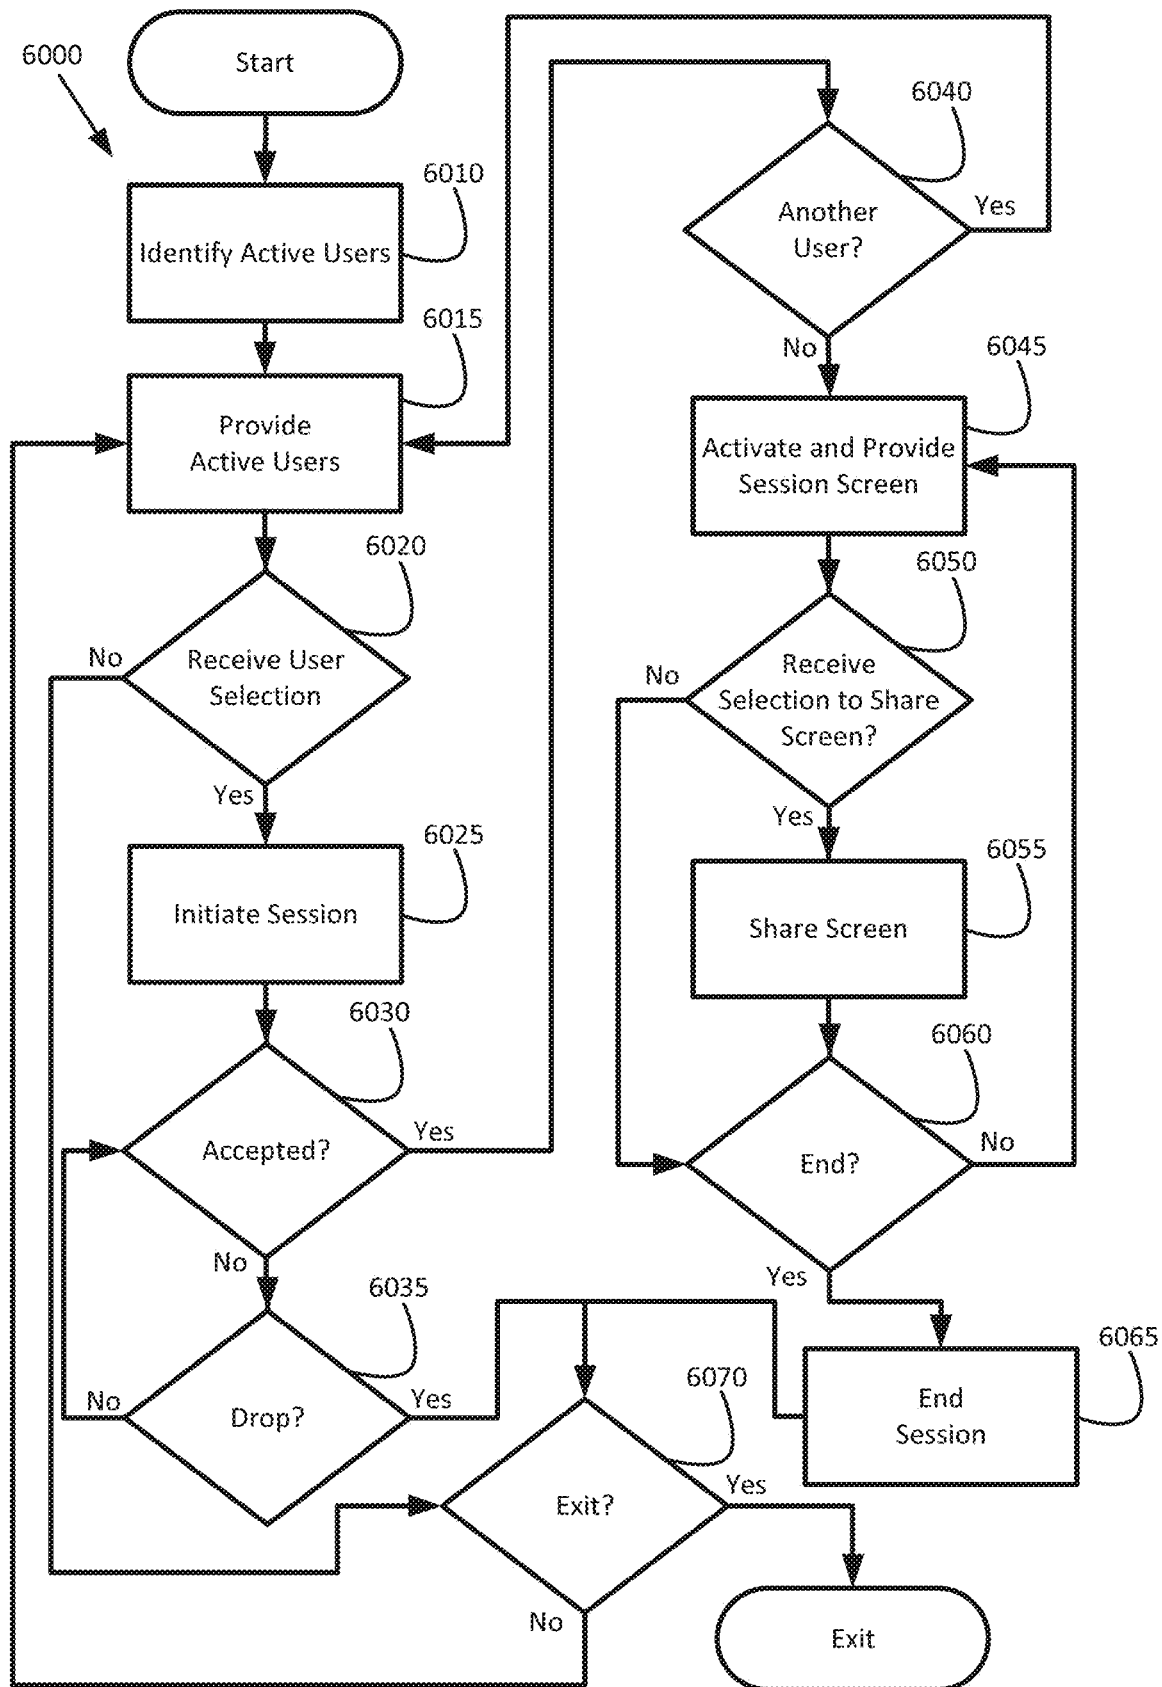 6000
Start
6010
Identify Active Users
6015
Provide
Active Users
6020
No
Receive User
Selection
Yes
6025
Initiate Session
6030
Accepted?
Yes
No
6035
No
Drop?
Yes
6040
Another
User?
Yes
No
6045
Activate and Provide
Session Screen
6050
No
Receive
Selection to Share
Screen?
Yes
6055
Share Screen
6060
End?
No
Yes
6065
End
Session
6070
Exit?
Yes
No
Exit